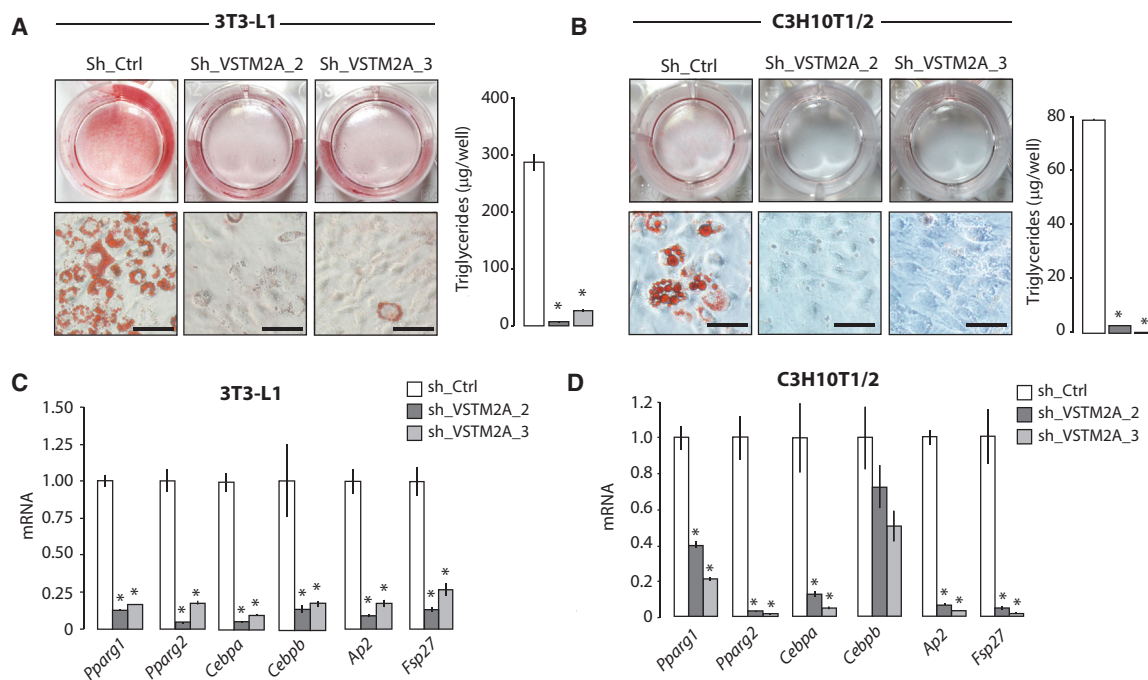 A
3T3-L1
Sh_Ctrl Sh_VSTM2A_2 Sh_VSTM2A_3
Triglycerides (µg/well)
400
300
200
100
0
*
*
B
C3H10T1/2
Sh_Ctrl Sh_VSTM2A_2 Sh_VSTM2A_3
Triglycerides (µg/well)
80
60
40
20
0
*
*
C
3T3-L1
sh_Ctrl
sh_VSTM2A_2
sh_VSTM2A_3
mRNA
1.50
1.25
1.00
0.75
0.50
0.25
0
* * * * * * * * * * * *
Pparg1 Pparg2 Cebpa Cebpb Ap2 Fsp27
D
C3H10T1/2
sh_Ctrl
sh_VSTM2A_2
sh_VSTM2A_3
mRNA
1.2
1.0
0.8
0.6
0.4
0.2
0
* * * * * * * * * *
Pparg1 Pparg2 Cebpa Cebpb Ap2 Fsp27